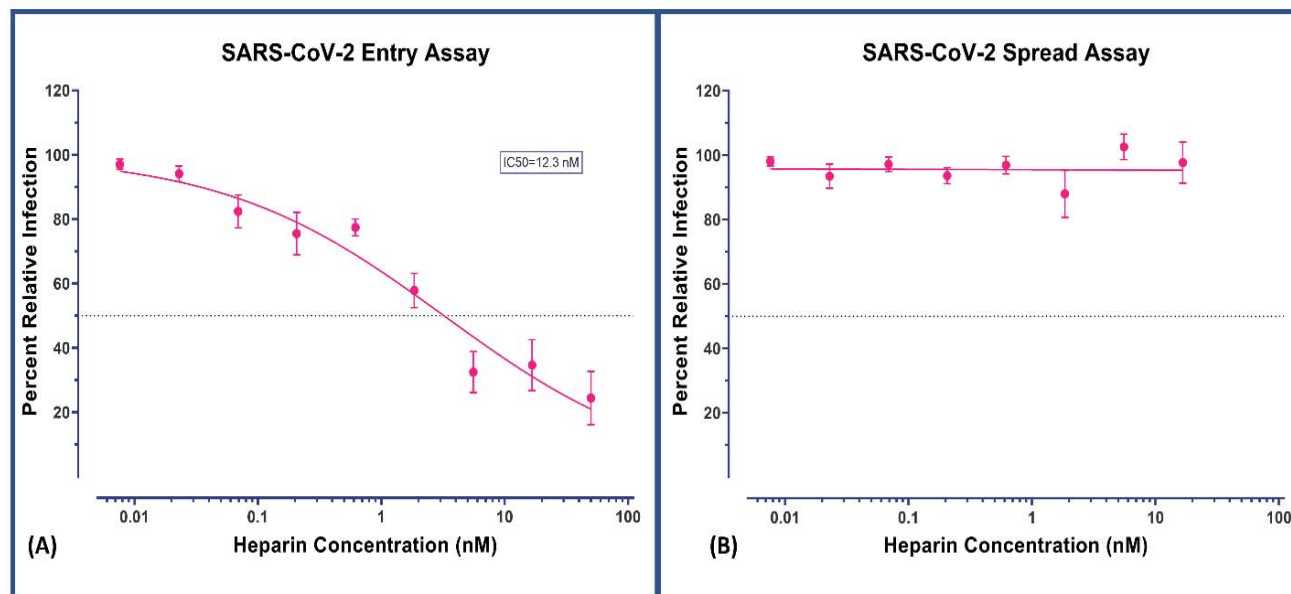 SARS-CoV-2 Entry Assay
120
100
80
60
40
20
Percent Relative Infection
IC50=12.3 nM
0.01 0.1 1 10 100
Heparin Concentration (nM)
(A)
SARS-CoV-2 Spread Assay
120
100
80
60
40
20
Percent Relative Infection
0.01 0.1 1 10 100
Heparin Concentration (nM)
(B)